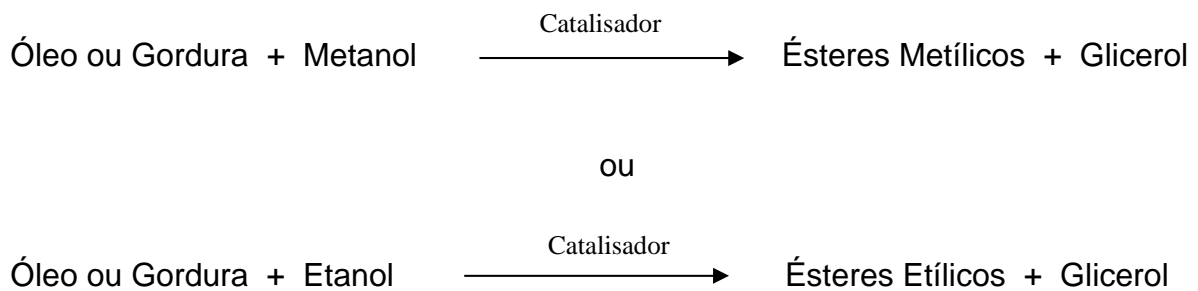 Catalisador
Óleo ou Gordura + Metanol Ésteres Metílicos + Glicerol
ou
Catalisador
Óleo ou Gordura + Etanol Ésteres Etílicos + Glicerol